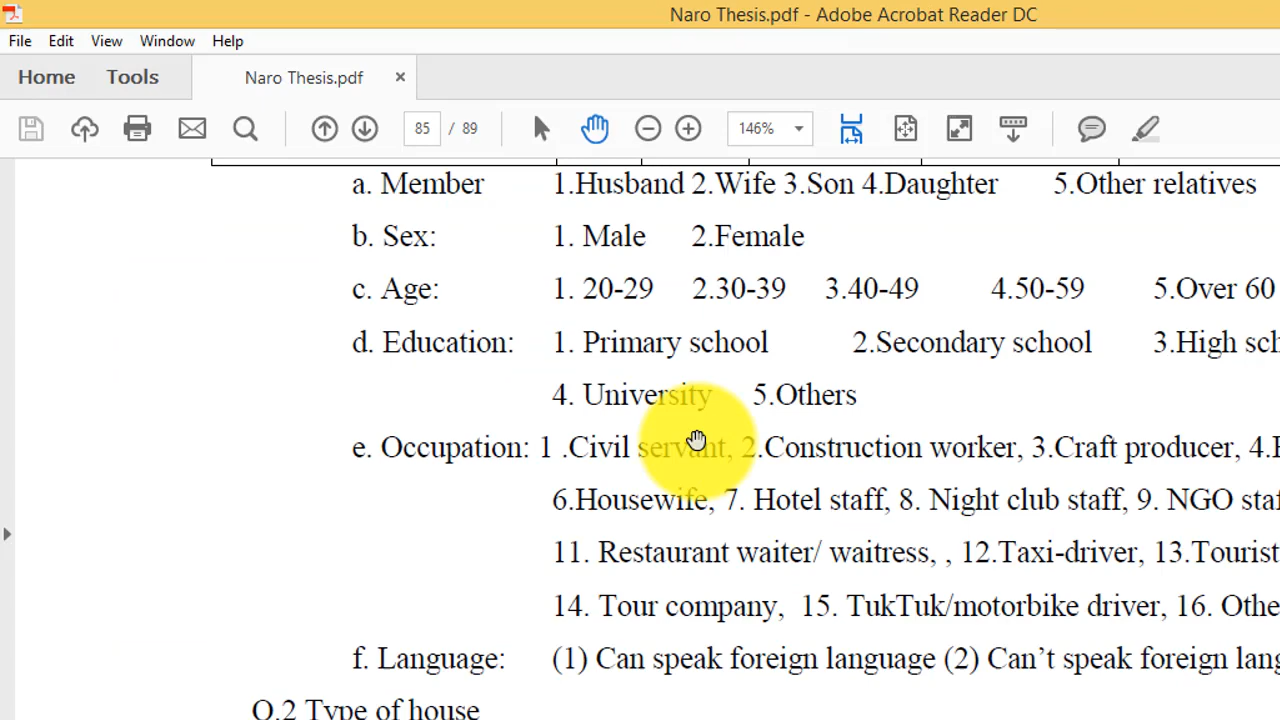 Naro Thesis.pdf - Adobe Acrobat Reader DC
File Edit View Window Help
Home Tools Naro Thesis.pdf ×
85 / 89 146%
a. Member 1.Husband 2.Wife 3.Son 4.Daughter 5.Other relatives
b. Sex: 1. Male 2.Female
c. Age: 1. 20-29 2.30-39 3.40-49 4.50-59 5.Over 60
d. Education: 1. Primary school 2.Secondary school 3.High sch
4. University 5.Others
e. Occupation: 1 .Civil servant, 2.Construction worker, 3.Craft producer, 4.
6.Housewife, 7. Hotel staff, 8. Night club staff, 9. NGO staf
11. Restaurant waiter/ waitress, , 12.Taxi-driver, 13.Tourist
14. Tour company, 15. TukTuk/motorbike driver, 16. Othe
f. Language: (1) Can speak foreign language (2) Can’t speak foreign lang
Q.2 Type of house